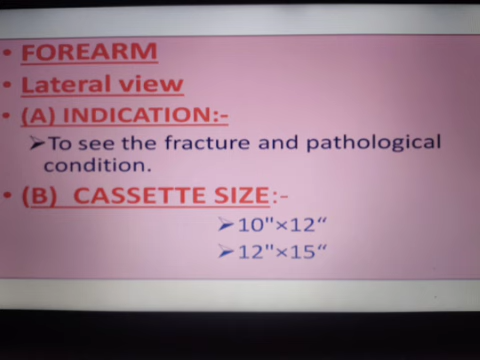 • FOREARM
• Lateral view
• (A) INDICATION:-
➢To see the fracture and pathological
condition.
• (B) CASSETTE SIZE:-
➢10"×12“
➢12"×15“